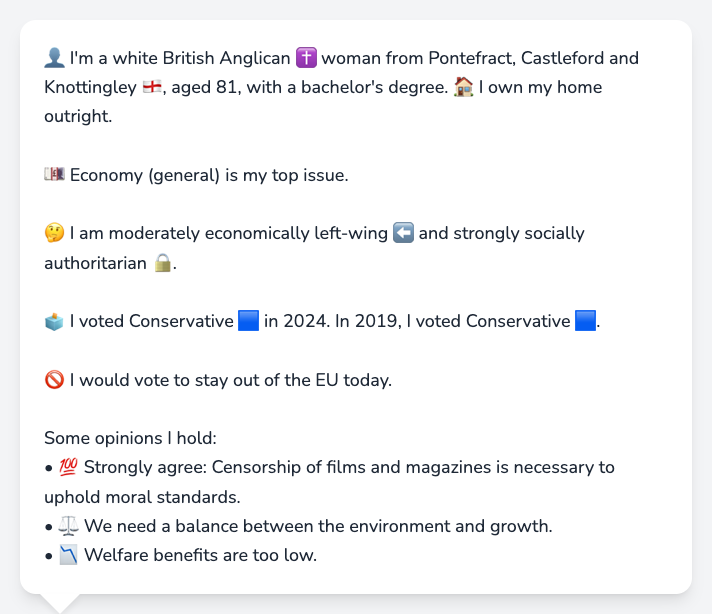 👤 I'm a white British Anglican ✝️ woman from Pontefract, Castleford and
Knottingley 🏴󠁧󠁢󠁥󠁮󠁧󠁿, aged 81, with a bachelor's degree. 🏠 I own my home
outright.
💷 Economy (general) is my top issue.
🤔 I am moderately economically left-wing ⬅️ and strongly socially
authoritarian 🔒.
🗳️ I voted Conservative 🟦 in 2024. In 2019, I voted Conservative 🟦.
🚫 I would vote to stay out of the EU today.
Some opinions I hold:
• 💯 Strongly agree: Censorship of films and magazines is necessary to
uphold moral standards.
• ⚖️ We need a balance between the environment and growth.
• 📉 Welfare benefits are too low.